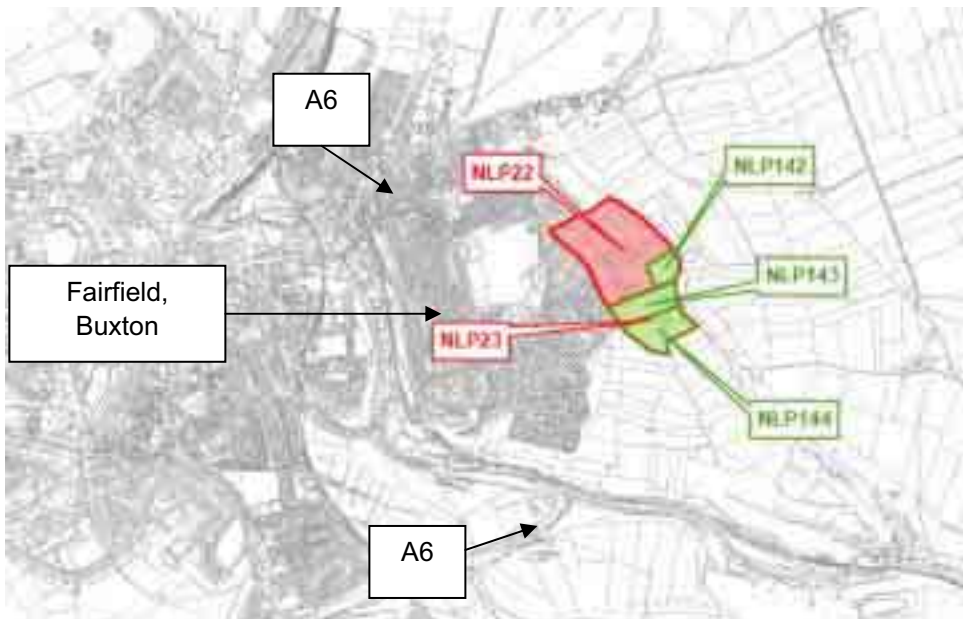 A6
NLP22
NLP142
Fairfield,
Buxton
NLP143
NLP23
NLP144
A6